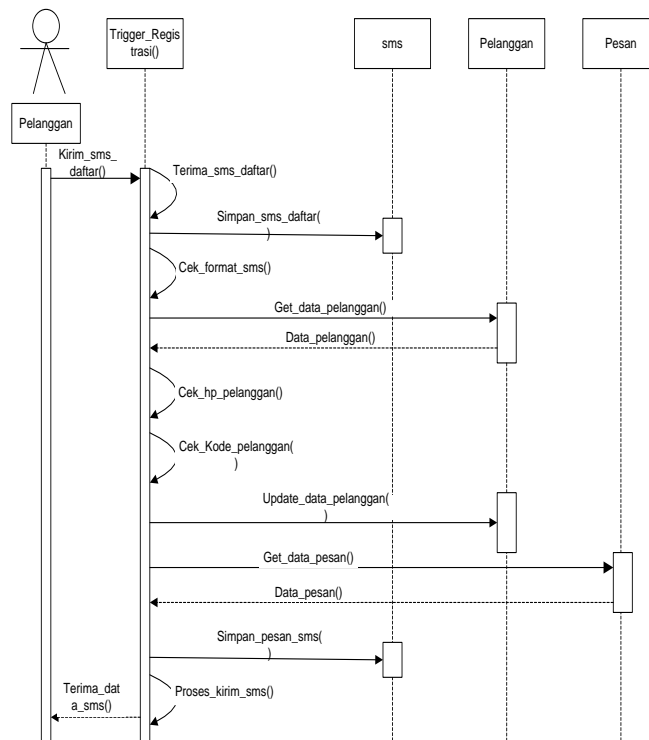 Trigger_Regis
trasi()
sms
Pelanggan
Pesan
Pelanggan
Kirim_sms_
daftar()
Terima_sms_daftar()
Simpan_sms_daftar(
)
Cek_format_sms()
Get_data_pelanggan()
Data_pelanggan()
Cek_hp_pelanggan()
Cek_Kode_pelanggan(
)
Update_data_pelanggan(
)
Get_data_pesan()
Data_pesan()
Simpan_pesan_sms(
)
Terima_dat
a_sms()
Proses_kirim_sms()